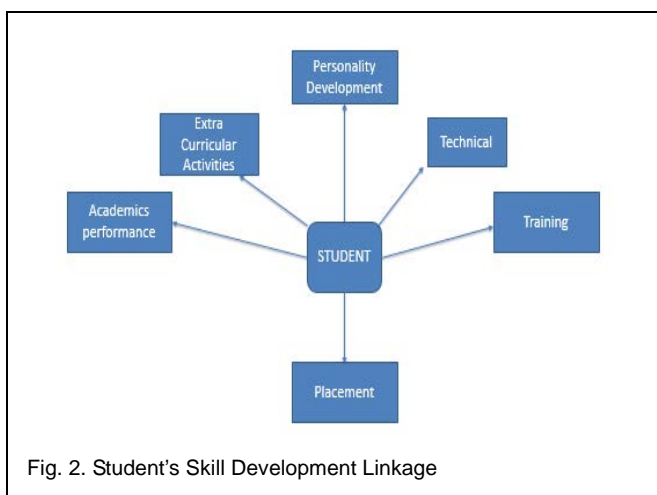 Personality
Development
Extra
Curricular
Activities
Technical
Academics
performance
Training
STUDENT
Placement
Fig. 2. Student's Skill Development Linkage